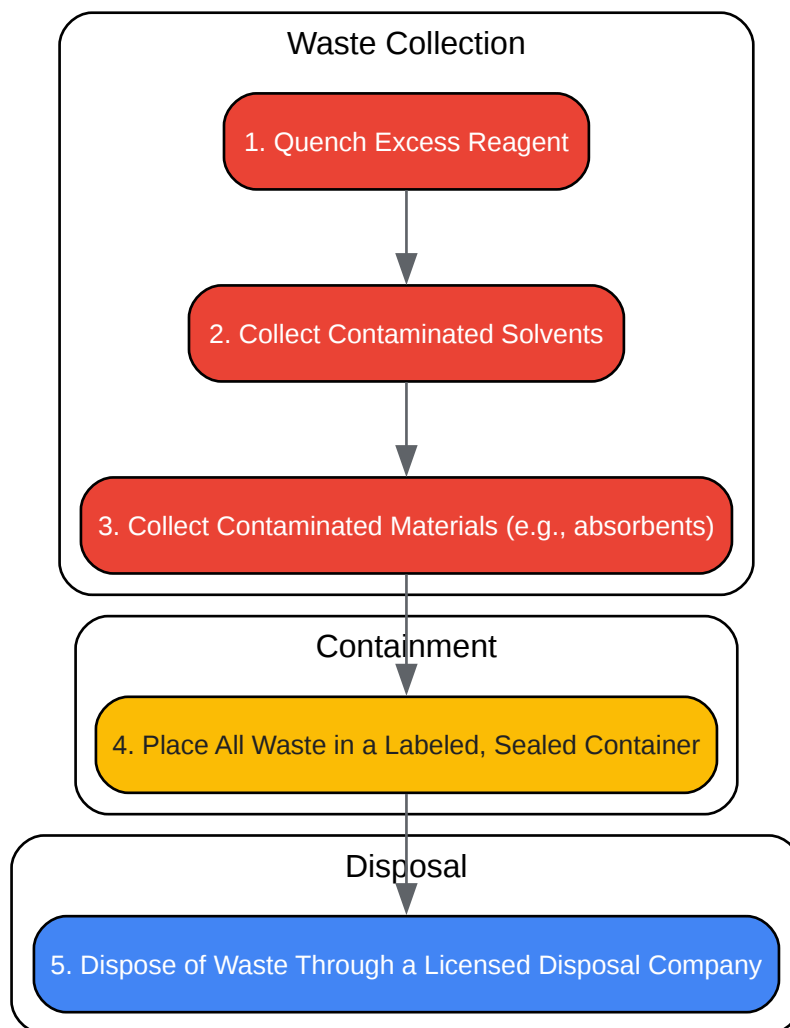 Waste Collection
1. Quench Excess Reagent
2. Collect Contaminated Solvents
3. Collect Contaminated Materials (e.g., absorbents)
Containment
4. Place All Waste in a Labeled, Sealed Container
Disposal
5. Dispose of Waste Through a Licensed Disposal Company